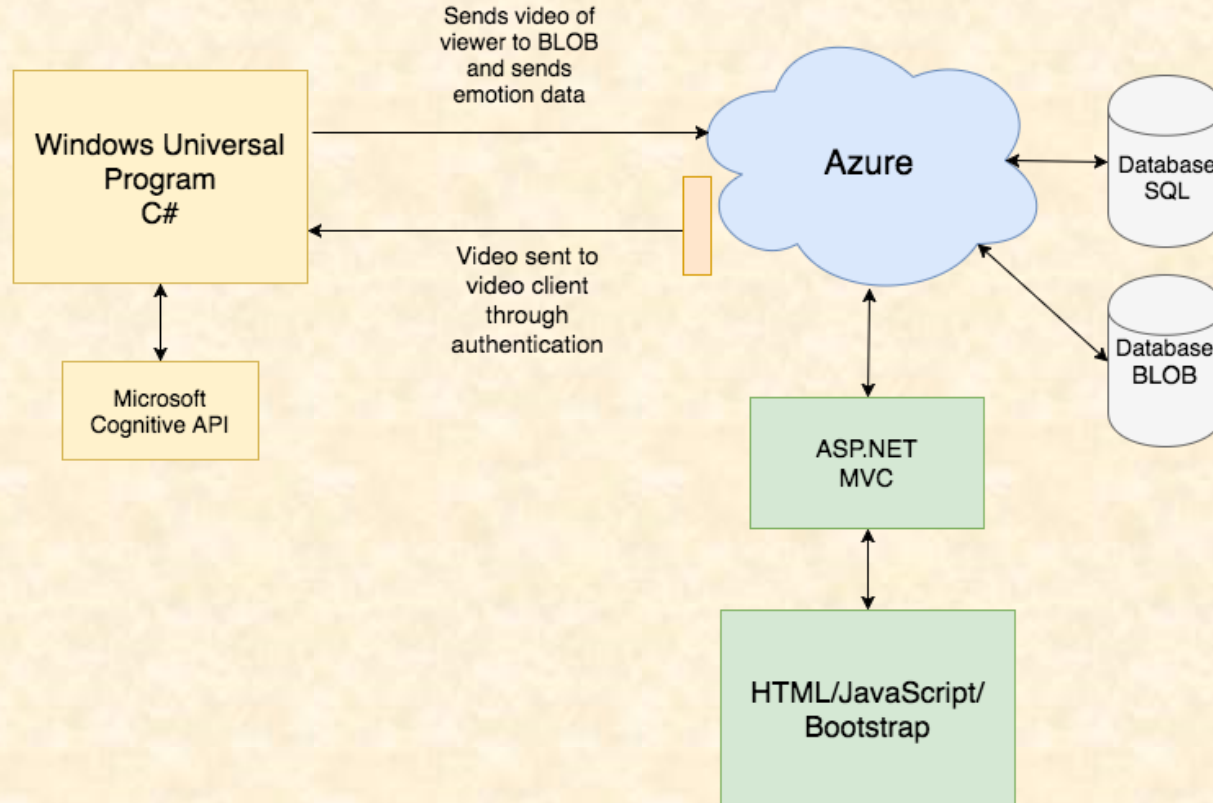 Sends video of
viewer to BLOB
and sends
emotion data
Windows Universal
Program
C#
Azure
Database
SQL
Video sent to
video client
through
authentication
Database
BLOB
Microsoft
Cognitive API
ASP.NET
MVC
HTML/JavaScript/
Bootstrap